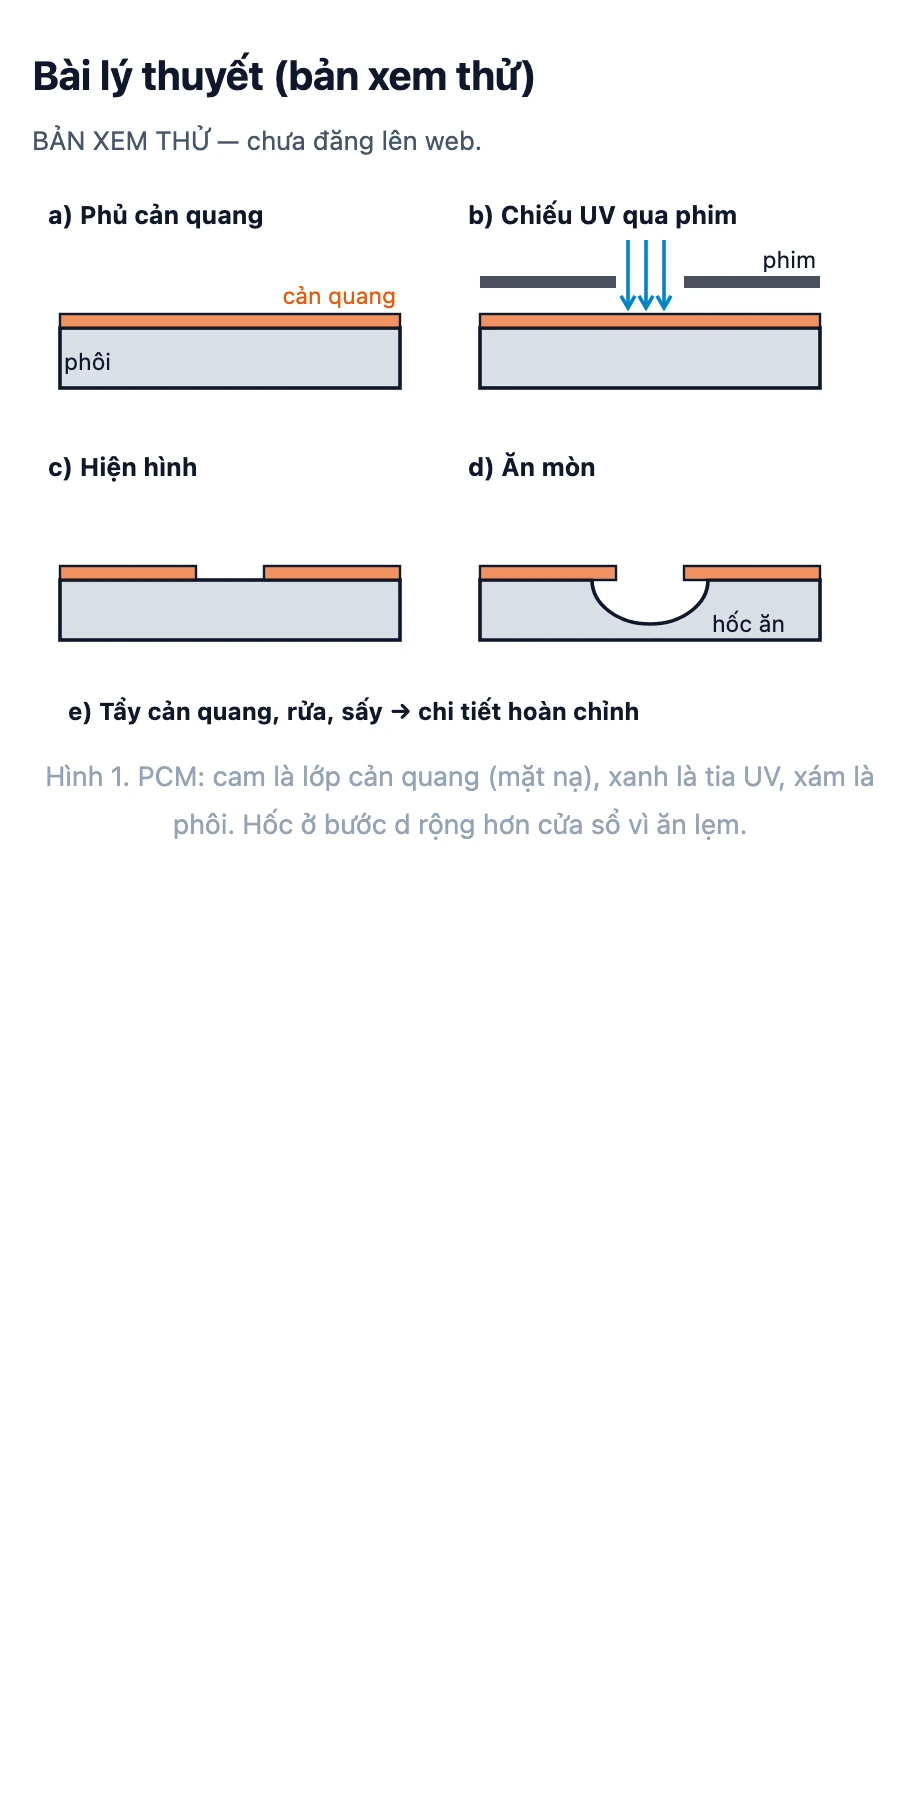 Bài lý thuyết (bản xem thử)
BẢN XEM THỬ — chưa đăng lên web.
a) Phủ cản quang
b) Chiếu UV qua phim
phim
cản quang
phôi
c) Hiện hình
d) Ăn mòn
hốc ăn
e) Tẩy cản quang, rửa, sấy → chi tiết hoàn chỉnh
Hình 1. PCM: cam là lớp cản quang (mặt nạ), xanh là tia UV, xám là
phôi. Hốc ở bước d rộng hơn cửa sổ vì ăn lẹm.